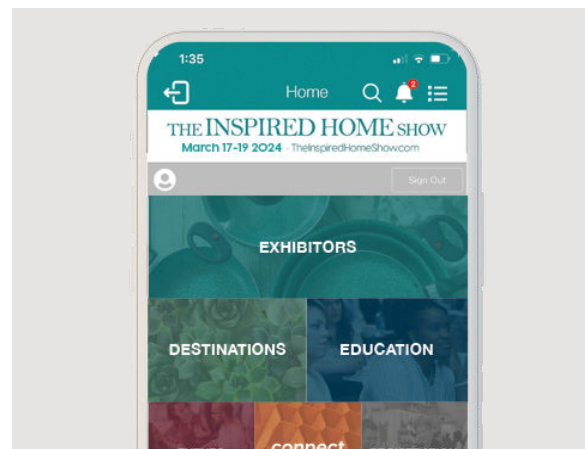 1:35
Home
2
THE INSPIRED HOME SHOW
March 17-19 2024 · TheInspiredHomeShow.com
Sign Out
EXHIBITORS
DESTINATIONS EDUCATION
connect